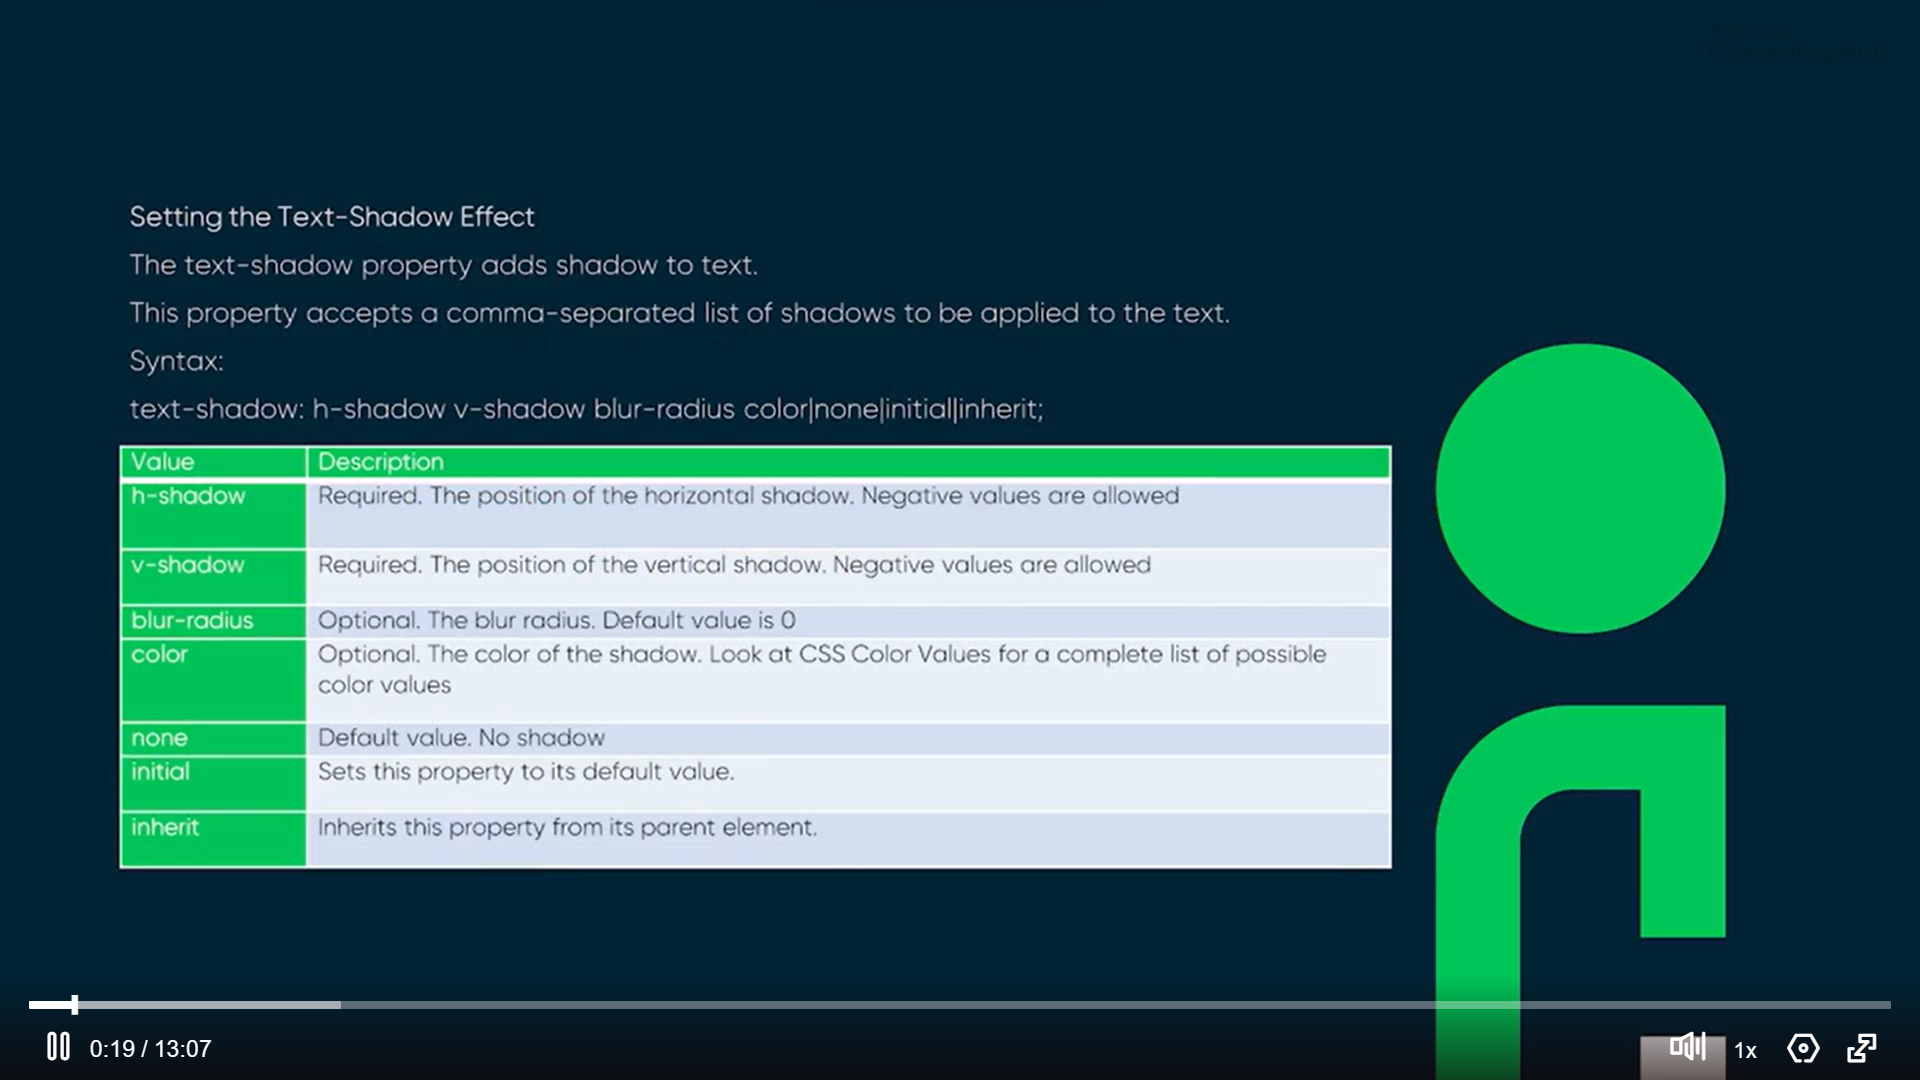 Setting the Text-Shadow Effect
The text-shadow property adds shadow to text.
This property accepts a comma-separated list of shadows to be applied to the text.
Syntax:
text-shadow: h-shadow v-shadow blur-radius color|none|initial|inherit;
Value Description
h-shadow Required. The position of the horizontal shadow. Negative values are allowed
v-shadow Required. The position of the vertical shadow. Negative values are allowed
blur-radius Optional. The blur radius. Default value is 0
color Optional. The color of the shadow. Look at CSS Color Values for a complete list of possible
color values
none Default value. No shadow
initial Sets this property to its default value.
inherit Inherits this property from its parent element.
0:19 / 13:07
1x